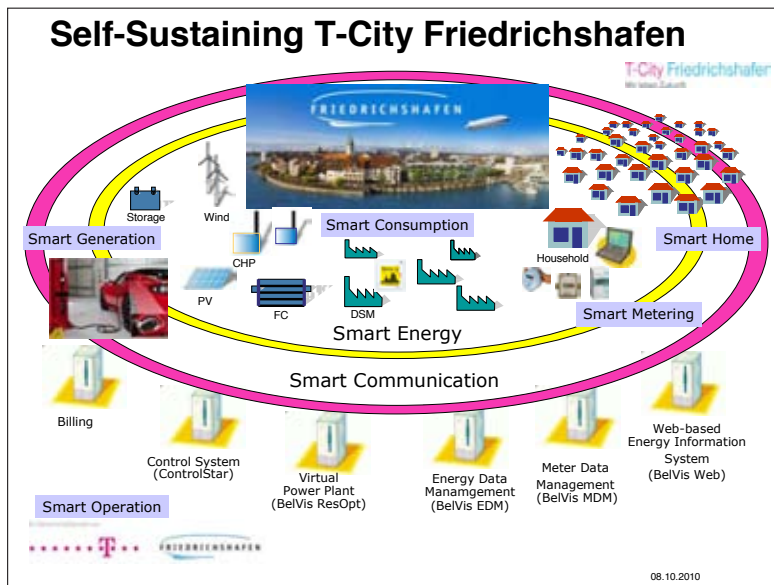 Self-Sustaining T-City Friedrichshafen
T-City Friedrichshafen
Wir leben Zukunft
FRIEDRICHSHAFEN
Storage
Wind
Smart Consumption
Smart Generation
CHP
Household
Smart Home
PV
FC
DSM
Smart Metering
Smart Energy
Smart Communication
Billing
Control System
(ControlStar)
Virtual
Power Plant
(BelVis ResOpt)
Energy Data
Manamgement
(BelVis EDM)
Meter Data
Management
(BelVis MDM)
Web-based
Energy Information
System
(BelVis Web)
Smart Operation
T
FRIEDRICHSHAFEN
08.10.2010